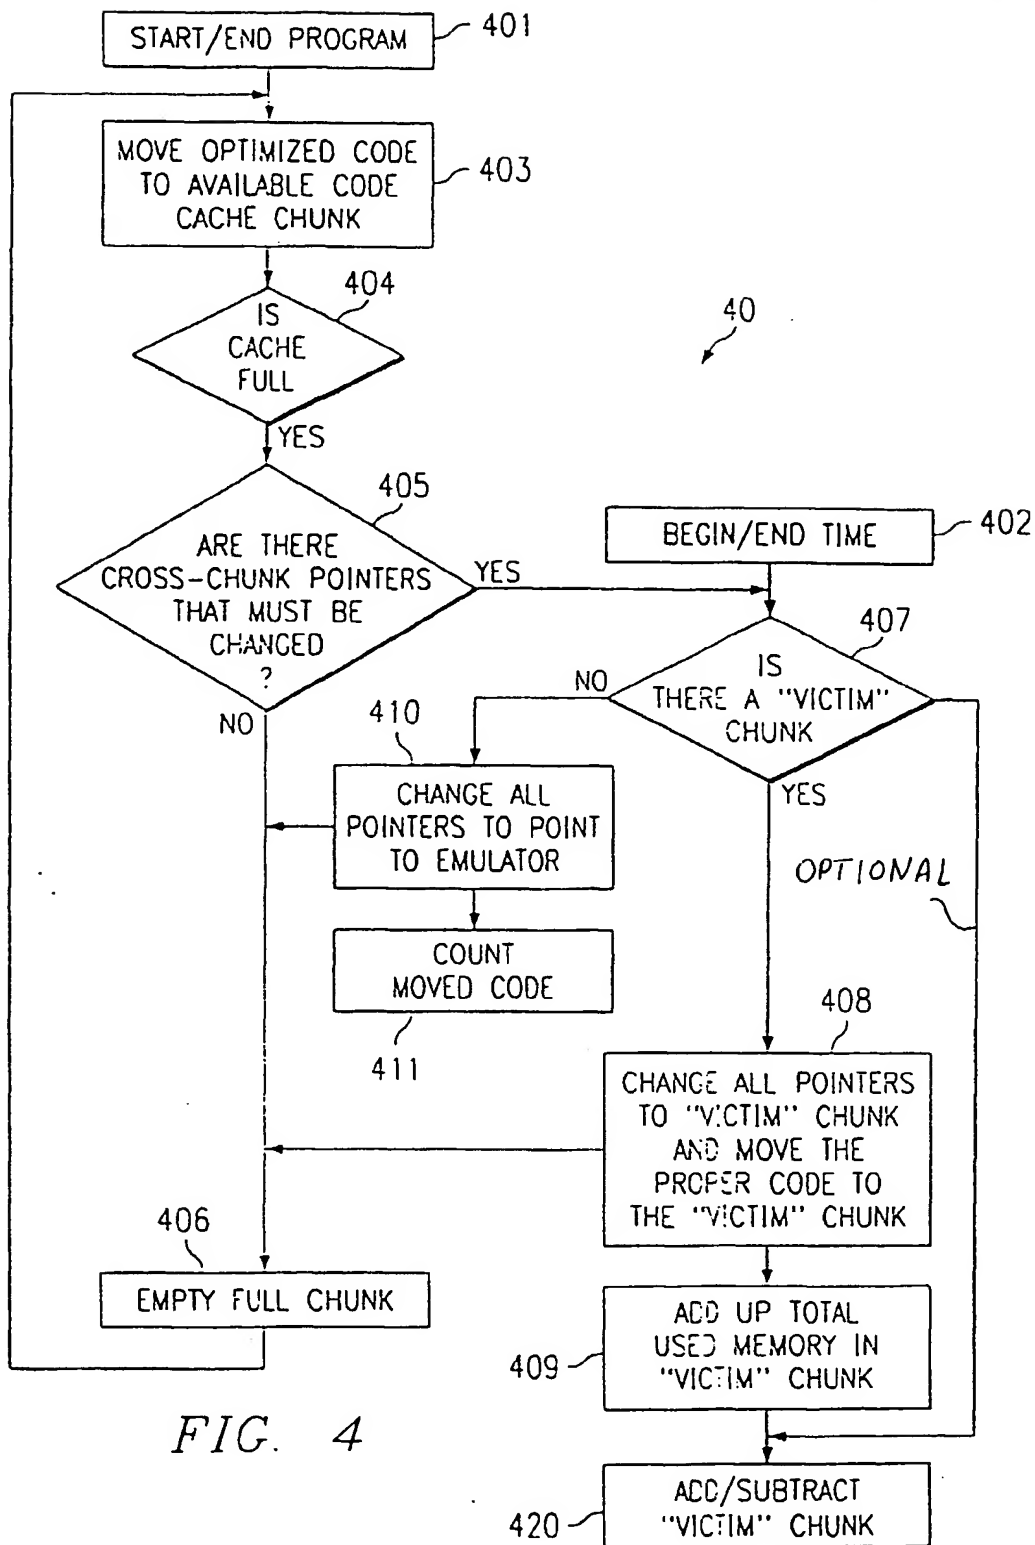 START/END PROGRAM
401
MOVE OPTIMIZED CODE
TO AVAILABLE CODE
CACHE CHUNK
403
404
IS
CACHE
FULL
YES
40
405
ARE THERE
CROSS-CHUNK POINTERS
THAT MUST BE
CHANGED
?
YES
NO
BEGIN/END TIME
402
407
IS
THERE A "VICTIM"
CHUNK
NO
YES
410
CHANGE ALL
POINTERS TO POINT
TO EMULATOR
OPTIONAL
COUNT
MOVED CODE
411
408
CHANGE ALL POINTERS
TO "VICTIM" CHUNK
AND MOVE THE
PROPER CODE TO
THE "VICTIM" CHUNK
406
EMPTY FULL CHUNK
ADD UP TOTAL
USED MEMORY IN
"VICTIM" CHUNK
409
FIG. 4
ADD/SUBTRACT
"VICTIM" CHUNK
420